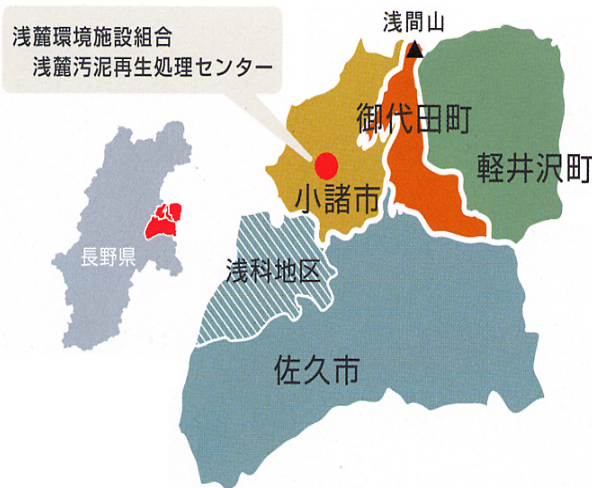 浅麓環境施設組合
浅麓汚泥再生処理センター
浅間山
御代田町
軽井沢町
小諸市
長野県
浅科地区
佐久市